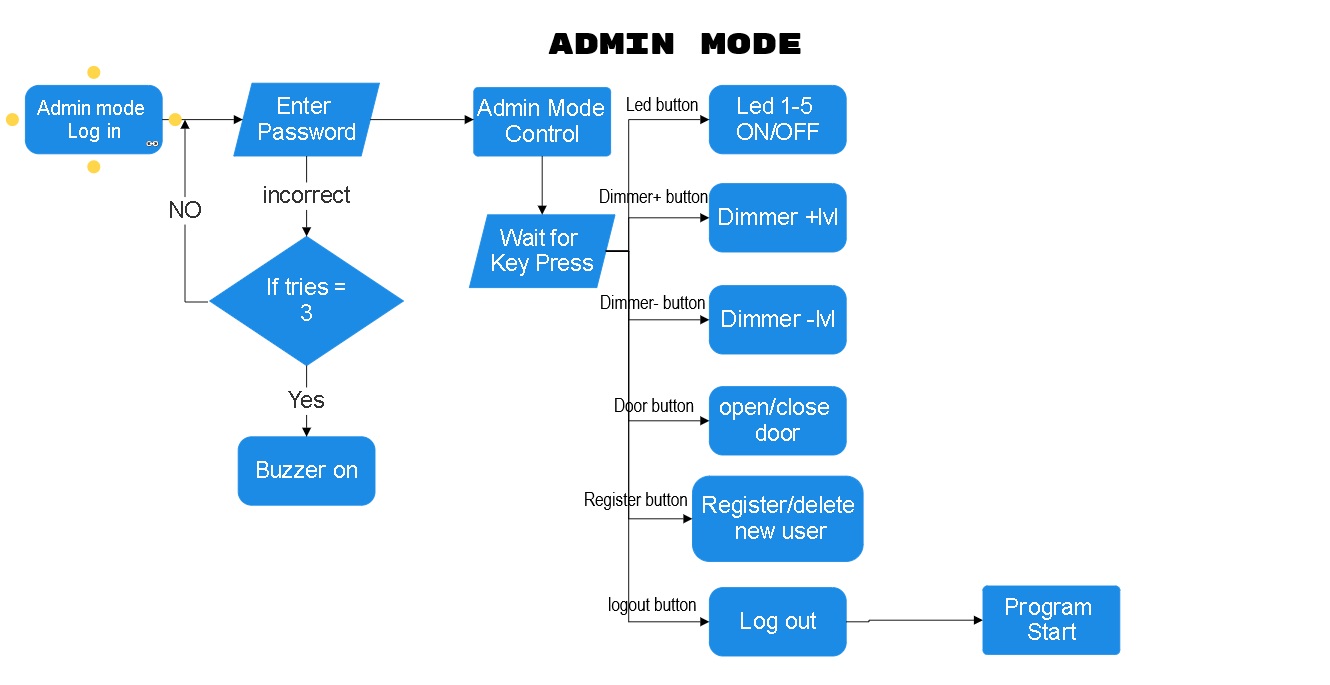 ADMIN MODE
Admin mode
Log in
Enter
Password
Admin Mode
Control
Led button
Led 1-5
ON/OFF
NO
incorrect
Wait for
Key Press
Dimmer+ button
Dimmer +lvl
If tries =
3
Dimmer- button
Dimmer -lvl
Yes
Door button
open/close
door
Buzzer on
Register button
Register/delete
new user
logout button
Log out
Program
Start